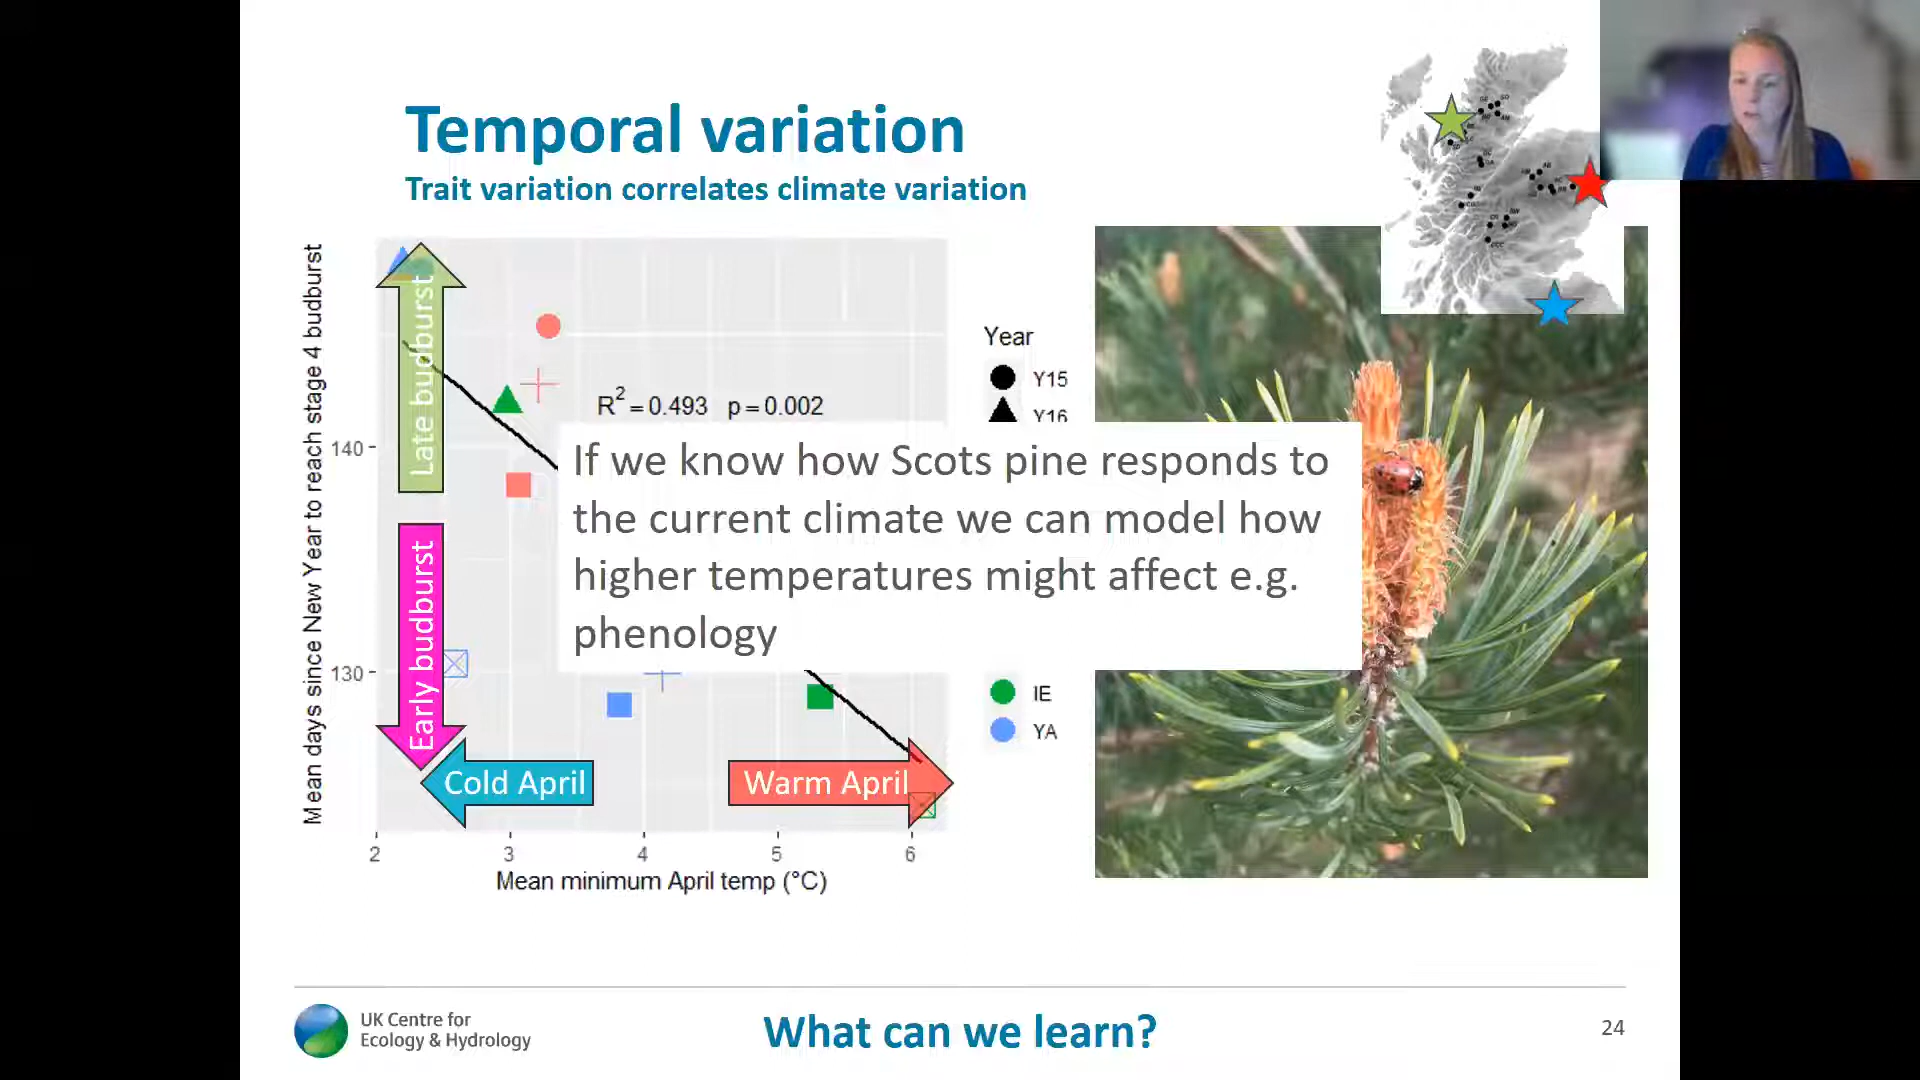 Temporal variation
Trait variation correlates climate variation
Mean days since New Year to reach stage 4 budburst
Late budburst
Early budburst
140
130
R2 = 0.493 p = 0.002
Year
Y15
Y16
If we know how Scots pine responds to
the current climate we can model how
higher temperatures might affect e.g.
phenology
IE
YA
Cold April
Warm April
2 3 4 5 6
Mean minimum April temp (°C)
UK Centre for
Ecology & Hydrology
What can we learn?
24